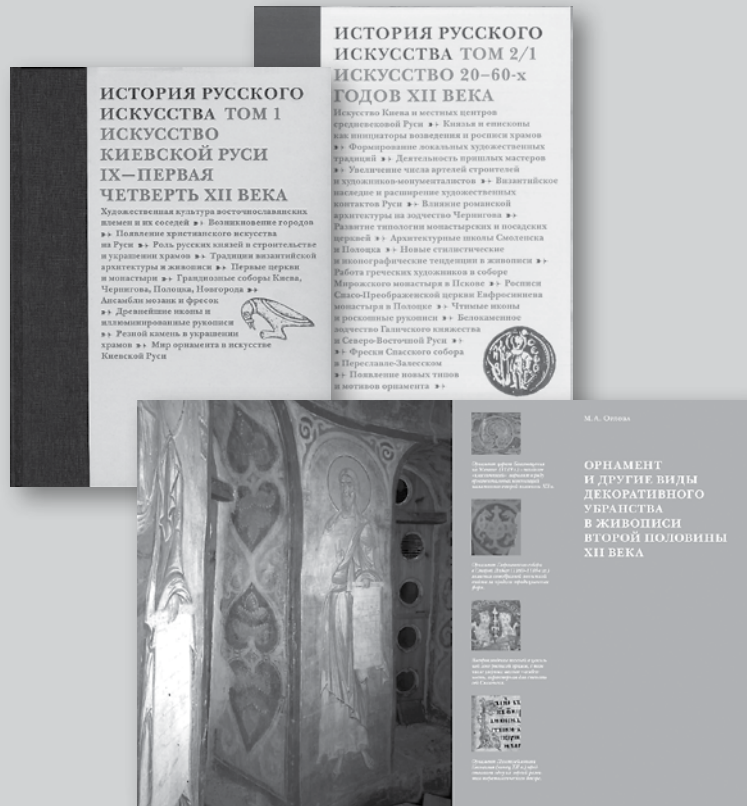 ИСТОРИЯ РУССКОГО
ИСКУССТВА ТОМ 1
ИСКУССТВО
КИЕВСКОЙ РУСИ
IX—ПЕРВАЯ
ЧЕТВЕРТЬ XII ВЕКА
Художественная культура восточнославянских
племен и их соседей Возникновение городов
Появление христианского искусства
на Руси Роль русских князей в строительстве
и украшении храмов Традиции византийской
архитектуры и живописи Первые церкви
и монастыри Грандиозные соборы Киева,
Чернигова, Полоцка, Новгорода
Ансамбли мозаик и фресок
Древнейшие иконы и
иллюминированные рукописи
Резной камень в украшении
храмов Мир орнамента в искусстве
Киевской Руси
ИСТОРИЯ РУССКОГО
ИСКУССТВА ТОМ 2/1
ИСКУССТВО 20–60-х
ГОДОВ XII ВЕКА
Искусство Киева и местных центров
средневековой Руси Князья и епископы
как инициаторы возведения и росписи храмов
Формирование локальных художественных
традиций Деятельность пришлых мастеров
Увеличение числа артелей строителей
и художников-монументалистов Византийское
наследие и расширение художественных
контактов Руси Влияние романской
архитектуры на зодчество Чернигова
Развитие типологии монастырских и посадских
церквей Архитектурные школы Смоленска
и Полоцка Новые стилистические
и иконографические тенденции в живописи
Работа греческих художников в соборе
Мирожского монастыря в Пскове Росписи
Спасо-Преображенской церкви Евфросиниева
монастыря в Полоцке Чтимые иконы
и роскошные рукописи Белокаменное
зодчество Галичского княжества
и Северо-Восточной Руси
Фрески Спасского собора
в Переславле-Залесском
Появление новых типов
и мотивов орнамента
М.А. Орлова
ОРНАМЕНТ
И ДРУГИЕ ВИДЫ
ДЕКОРАТИВНОГО
УБРАНСТВА
В ЖИВОПИСИ
ВТОРОЙ ПОЛОВИНЫ
XII ВЕКА